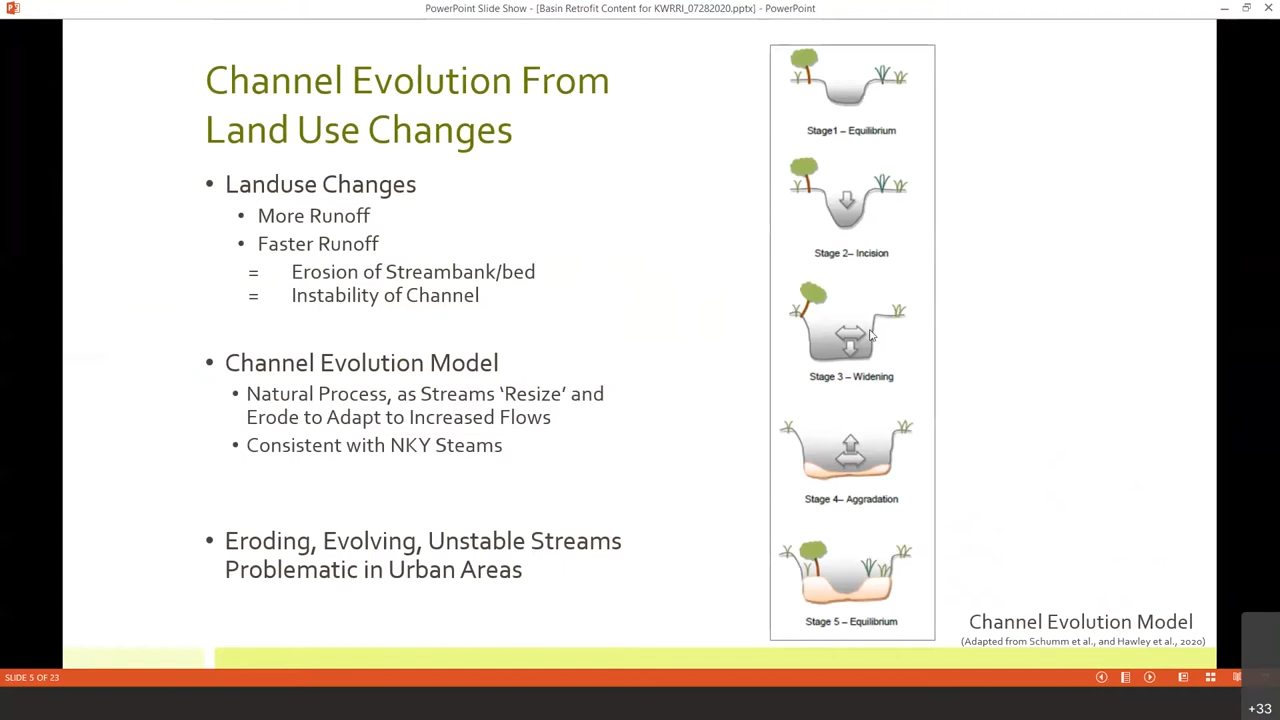 PowerPoint Slide Show - [Basin Retrofit Content for KWRRI_07282020.pptx] - PowerPoint
Channel Evolution From
Land Use Changes
• Landuse Changes
• More Runoff
• Faster Runoff
= Erosion of Streambank/bed
= Instability of Channel
• Channel Evolution Model
• Natural Process, as Streams ‘Resize’ and
Erode to Adapt to Increased Flows
• Consistent with NKY Steams
• Eroding, Evolving, Unstable Streams
Problematic in Urban Areas
Stage1 – Equilibrium
Stage 2– Incision
Stage 3 – Widening
Stage 4– Aggradation
Stage 5 – Equilibrium
Channel Evolution Model
(Adapted from Schumm et al., and Hawley et al., 2020)
SLIDE 5 OF 23
+33